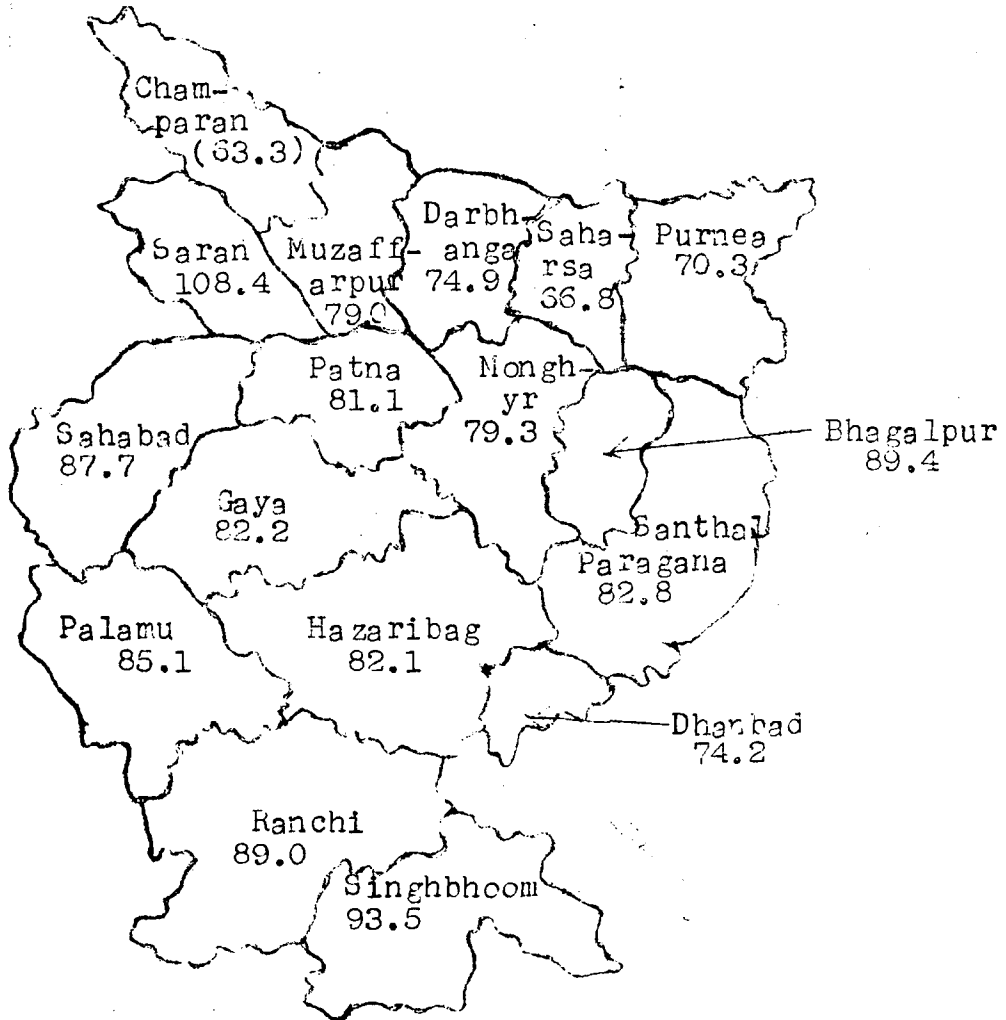 Cham-
paran
(63.3)
Saran
108.4
Muzaff-
arpur
79.0
Darbh-
anga
74.9
Saha-
rsa
66.8
Purnea
70.3
Patna
81.1
Mongh-
yr
79.3
Bhagalpur
89.4
Sahabad
87.7
Gaya
82.2
Santhal
Paragana
82.8
Palamu
85.1
Hazaribag
82.1
Dhanbad
74.2
Ranchi
89.0
Singhbhoom
93.5